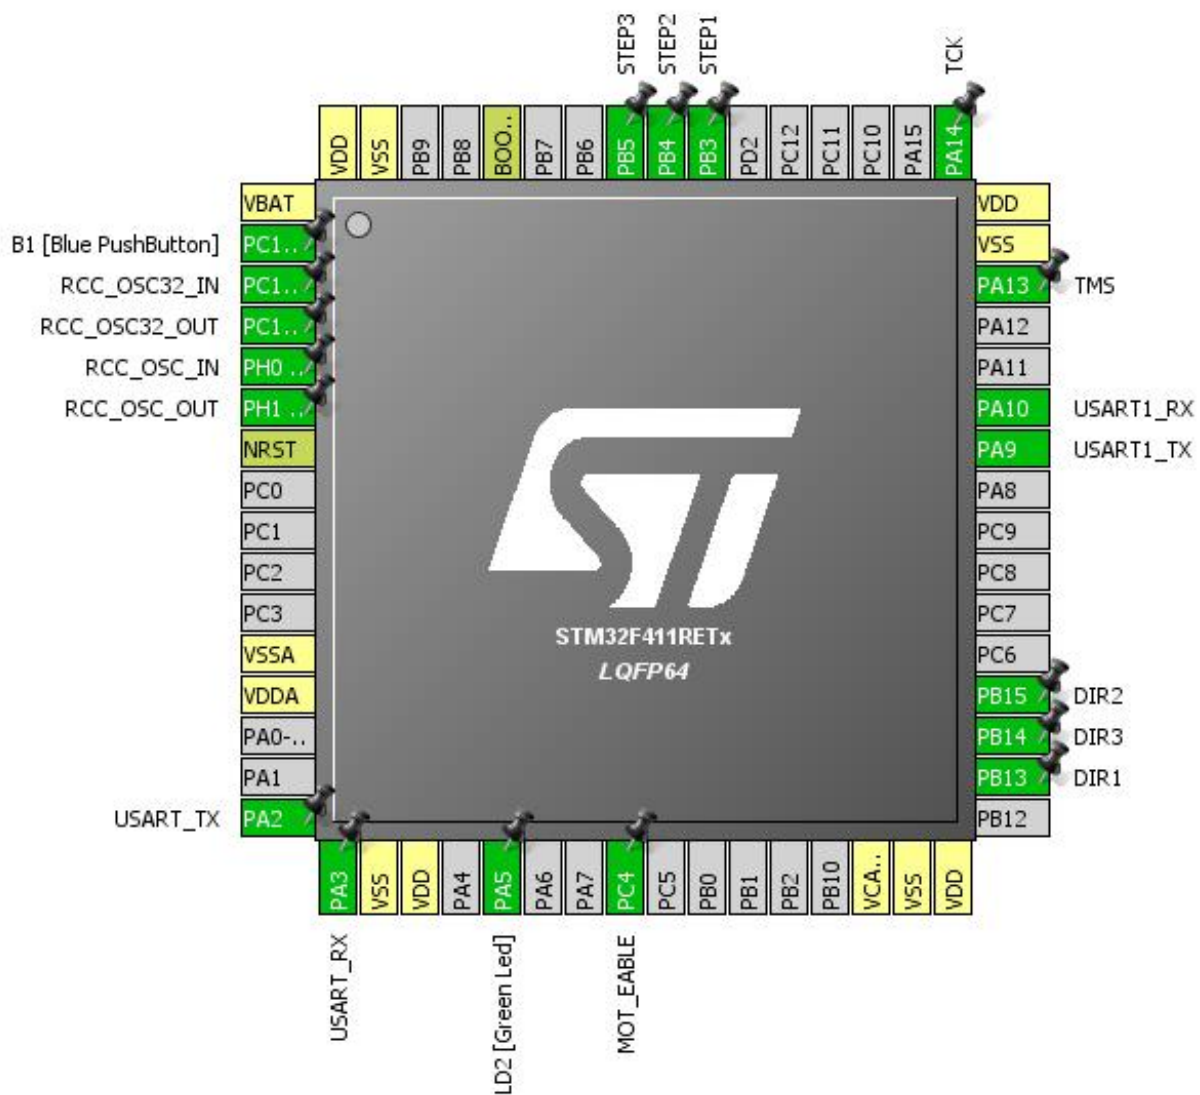 STEP3
STEP2
STEP1
TCK
VDD
VSS
PB9
PB8
BOO..
PB7
PB6
PB5
PB4
PB3
PD2
PC12
PC11
PC10
PA15
PA14
VBAT
B1 [Blue PushButton] PC1..
RCC_OSC32_IN PC1..
RCC_OSC32_OUT PC1..
RCC_OSC_IN PH0 ..
RCC_OSC_OUT PH1 ..
NRST
PC0
PC1
PC2
PC3
VSSA
VDDA
PA0-..
PA1
USART_TX PA2
STM32F411RETx
LQFP64
VDD
VSS
PA13 TMS
PA12
PA11
PA10 USART1_RX
PA9 USART1_TX
PA8
PC9
PC8
PC7
PC6
PB15 DIR2
PB14 DIR3
PB13 DIR1
PB12
PA3
VSS
VDD
PA4
PA5
PA6
PA7
PC4
PC5
PB0
PB1
PB2
PB10
VCA..
VSS
VDD
USART_RX
LD2 [Green Led]
MOT_EABLE